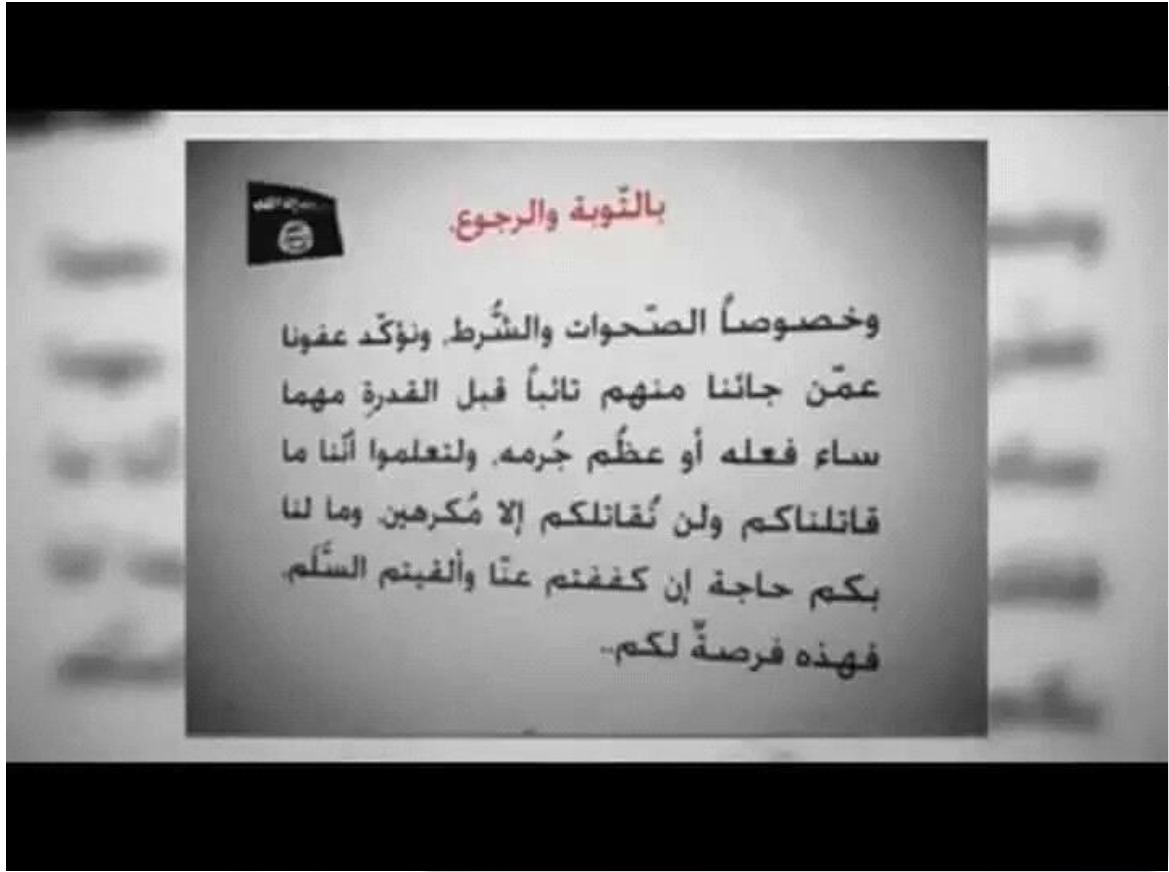 بالتّوبة والرجوع.
وخصوصاً الصّحوات والشُّرط. ونؤكّد عفونا
عمّن جائنا منهم تائباً قبل القدرةِ مهما
ساء فعله أو عظُم جُرمه. ولتعلموا أنّنا ما
قاتلناكم ولن نُقاتلكم إلا مُكرهين. وما لنا
بكم حاجة إن كففتم عنّا وألقيتم السَّلَم.
فهذه فرصةٌ لكم..